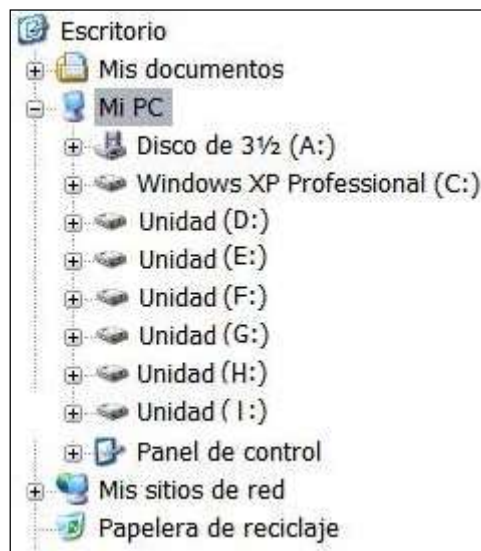 Escritorio
Mis documentos
Mi PC
Disco de 3½ (A:)
Windows XP Professional (C:)
Unidad (D:)
Unidad (E:)
Unidad (F:)
Unidad (G:)
Unidad (H:)
Unidad ( I:)
Panel de control
Mis sitios de red
Papelera de reciclaje